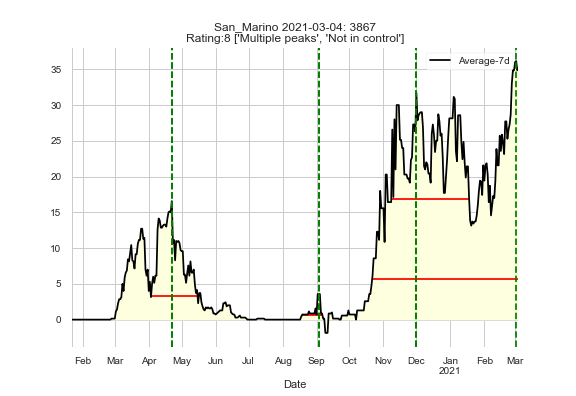 San_Marino 2021-03-04: 3867
Rating:8 ['Multiple peaks', 'Not in control']
Average-7d
35
30
25
20
15
10
5
0
Feb Mar Apr May Jun Jul Aug Sep Oct Nov Dec Jan Feb Mar
2021
Date